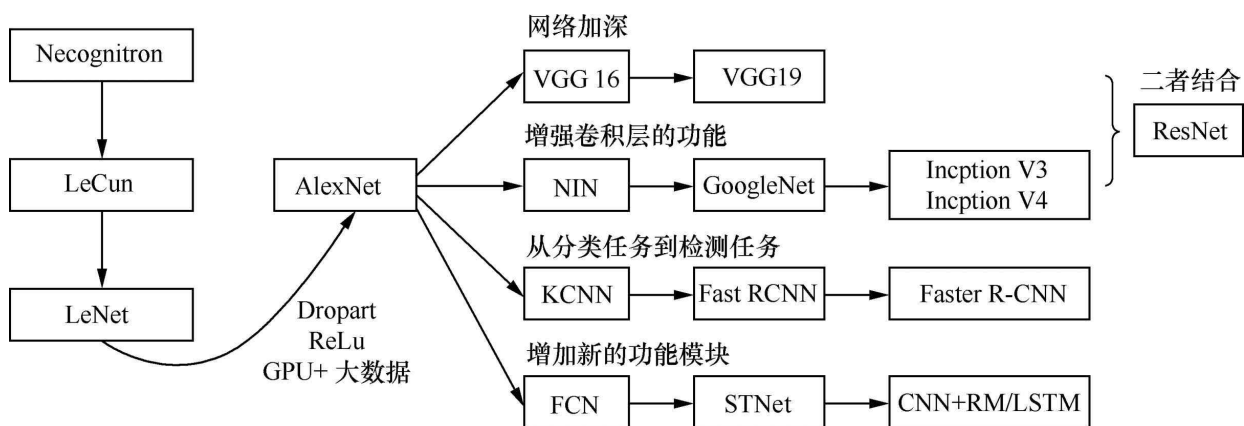 Necognitron
LeCun
LeNet
Dropart
ReLu
GPU+ 大数据
AlexNet
网络加深
VGG 16
VGG19
增强卷积层的功能
NIN
GoogleNet
Incption V3
Incption V4
二者结合
ResNet
从分类任务到检测任务
KCNN
Fast RCNN
Faster R-CNN
增加新的功能模块
FCN
STNet
CNN+RM/LSTM